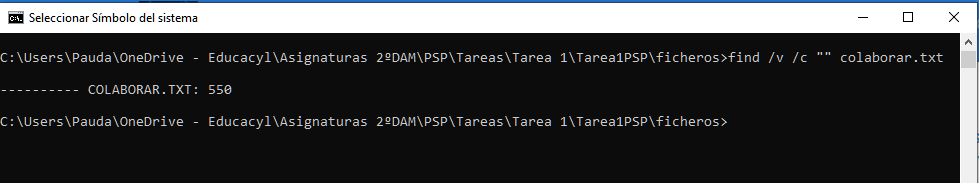 Seleccionar Símbolo del sistema
C:\Users\Pauda\OneDrive - Educacyl\Asignaturas 2ºDAM\PSP\Tareas\Tarea 1\Tarea1PSP\ficheros>find /v /c "" colaborar.txt
---------- COLABORAR.TXT: 550
C:\Users\Pauda\OneDrive - Educacyl\Asignaturas 2ºDAM\PSP\Tareas\Tarea 1\Tarea1PSP\ficheros>